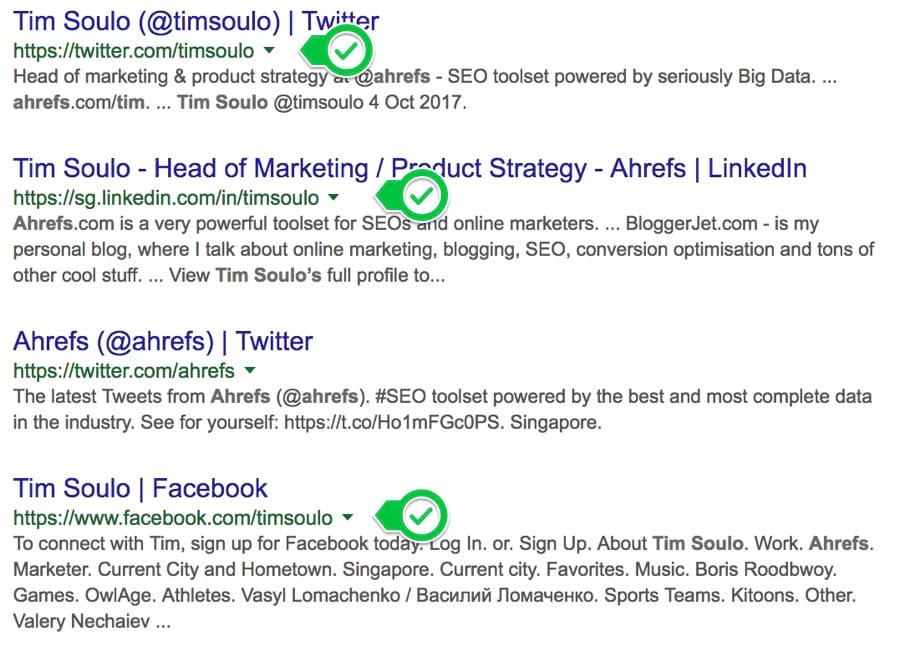 Tim Soulo (@timsoulo) | Twitter
https://twitter.com/timsoulo
Head of marketing & product strategy at @ahrefs - SEO toolset powered by seriously Big Data. ...
ahrefs.com/tim. ... Tim Soulo @timsoulo 4 Oct 2017.
Tim Soulo - Head of Marketing / Product Strategy - Ahrefs | LinkedIn
https://sg.linkedin.com/in/timsoulo
Ahrefs.com is a very powerful toolset for SEOs and online marketers. ... BloggerJet.com - is my
personal blog, where I talk about online marketing, blogging, SEO, conversion optimisation and tons of
other cool stuff. ... View Tim Soulo’s full profile to...
Ahrefs (@ahrefs) | Twitter
https://twitter.com/ahrefs
The latest Tweets from Ahrefs (@ahrefs). #SEO toolset powered by the best and most complete data
in the industry. See for yourself: https://t.co/Ho1mFGc0PS. Singapore.
Tim Soulo | Facebook
https://www.facebook.com/timsoulo
To connect with Tim, sign up for Facebook today. Log In. or. Sign Up. About Tim Soulo. Work. Ahrefs.
Marketer. Current City and Hometown. Singapore. Current city. Favorites. Music. Boris Roodbwoy.
Games. OwlAge. Athletes. Vasyl Lomachenko / Василий Ломаченко. Sports Teams. Kitoons. Other.
Valery Nechaiev ...